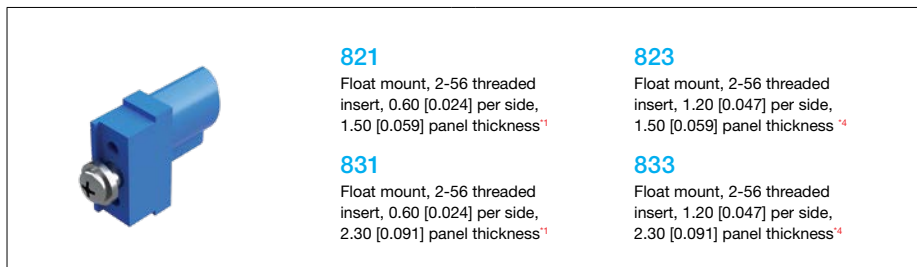 821
Float mount, 2-56 threaded
insert, 0.60 [0.024] per side,
1.50 [0.059] panel thickness*1
831
Float mount, 2-56 threaded
insert, 0.60 [0.024] per side,
2.30 [0.091] panel thickness*1
823
Float mount, 2-56 threaded
insert, 1.20 [0.047] per side,
1.50 [0.059] panel thickness *4
833
Float mount, 2-56 threaded
insert, 1.20 [0.047] per side,
2.30 [0.091] panel thickness*4